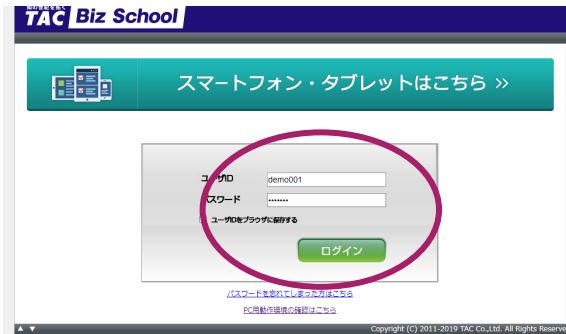 TAC Biz School
スマートフォン・タブレットはこちら »
ユーザID
demo001
パスワード
•••••••
ユーザIDをブラウザに保存する
ログイン
パスワードを忘れてしまった方はこちら
PC用動作環境の確認はこちら
▲ ▼
Copyright (C) 2011-2019 TAC Co.,Ltd. All Rights Reserve